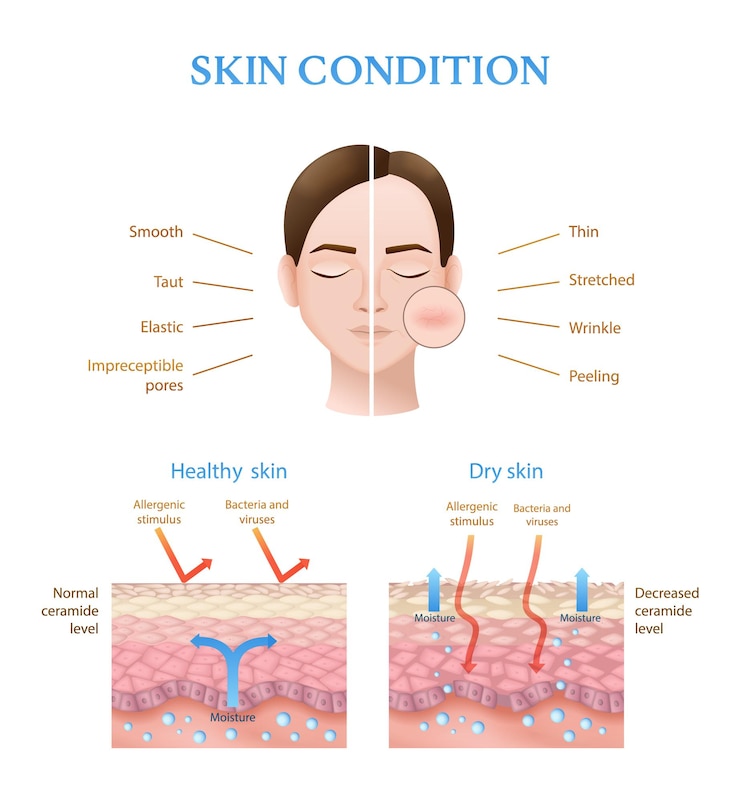 SKIN CONDITION
Smooth
Taut
Elastic
Impreceptible
pores
Thin
Stretched
Wrinkle
Peeling
Healthy skin
Allergenic
stimulus
Bacteria and
viruses
Normal
ceramide
level
Moisture
Dry skin
Allergenic
stimulus
Bacteria and
viruses
Moisture
Moisture
Decreased
ceramide
level